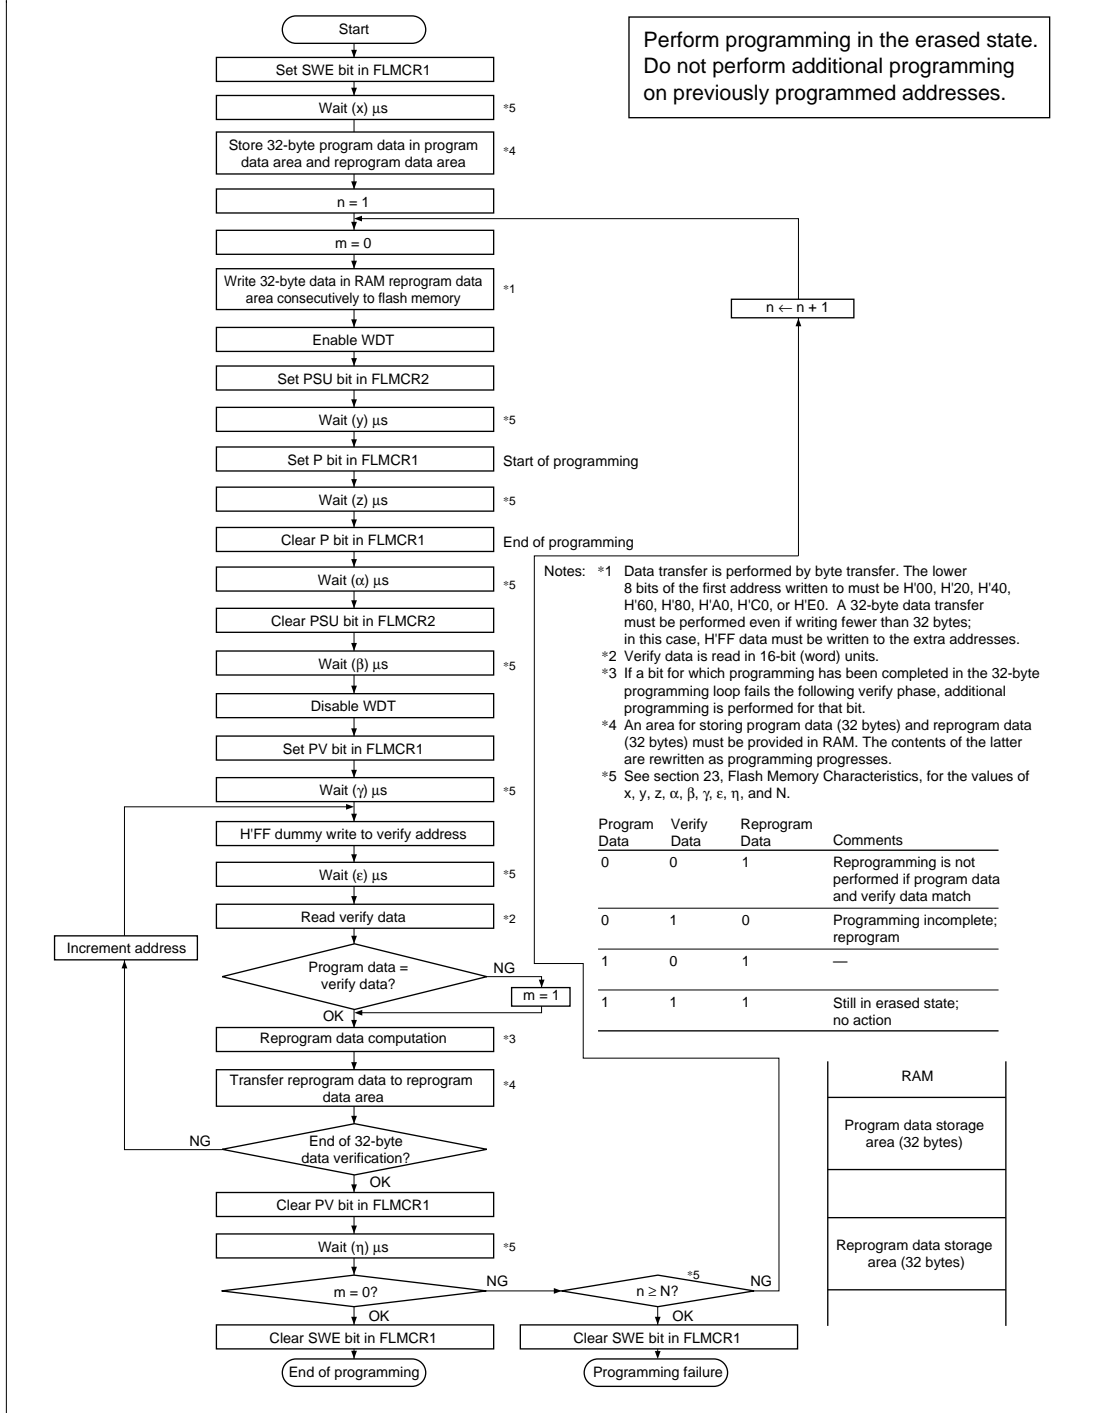 Start
Perform programming in the erased state.
Do not perform additional programming
on previously programmed addresses.
Set SWE bit in FLMCR1
Wait (x) μs
*5
Store 32-byte program data in program
data area and reprogram data area
*4
n = 1
m = 0
Write 32-byte data in RAM reprogram data
area consecutively to flash memory
*1
n ← n + 1
Enable WDT
Set PSU bit in FLMCR2
Wait (y) μs
*5
Set P bit in FLMCR1
Start of programming
Wait (z) μs
*5
Clear P bit in FLMCR1
End of programming
Wait (α) μs
*5
Clear PSU bit in FLMCR2
Wait (β) μs
*5
Disable WDT
Set PV bit in FLMCR1
Wait (γ) μs
*5
H'FF dummy write to verify address
Wait (ε) μs
*5
Read verify data
*2
Increment address
Program data =
verify data?
NG
m = 1
OK
Reprogram data computation
*3
Transfer reprogram data to reprogram
data area
*4
NG
End of 32-byte
data verification?
OK
Clear PV bit in FLMCR1
Wait (η) μs
*5
m = 0?
NG
*5
n ≥ N?
NG
OK
OK
Clear SWE bit in FLMCR1
Clear SWE bit in FLMCR1
End of programming
Programming failure
Notes: *1 Data transfer is performed by byte transfer. The lower
8 bits of the first address written to must be H'00, H'20, H'40,
H'60, H'80, H'A0, H'C0, or H'E0. A 32-byte data transfer
must be performed even if writing fewer than 32 bytes;
in this case, H'FF data must be written to the extra addresses.
*2 Verify data is read in 16-bit (word) units.
*3 If a bit for which programming has been completed in the 32-byte
programming loop fails the following verify phase, additional
programming is performed for that bit.
*4 An area for storing program data (32 bytes) and reprogram data
(32 bytes) must be provided in RAM. The contents of the latter
are rewritten as programming progresses.
*5 See section 23, Flash Memory Characteristics, for the values of
x, y, z, α, β, γ, ε, η, and N.
Program Verify Reprogram
Data Data Data Comments
0 0 1 Reprogramming is not
performed if program data
and verify data match
0 1 0 Programming incomplete;
reprogram
1 0 1 —
1 1 1 Still in erased state;
no action
RAM
Program data storage
area (32 bytes)
Reprogram data storage
area (32 bytes)